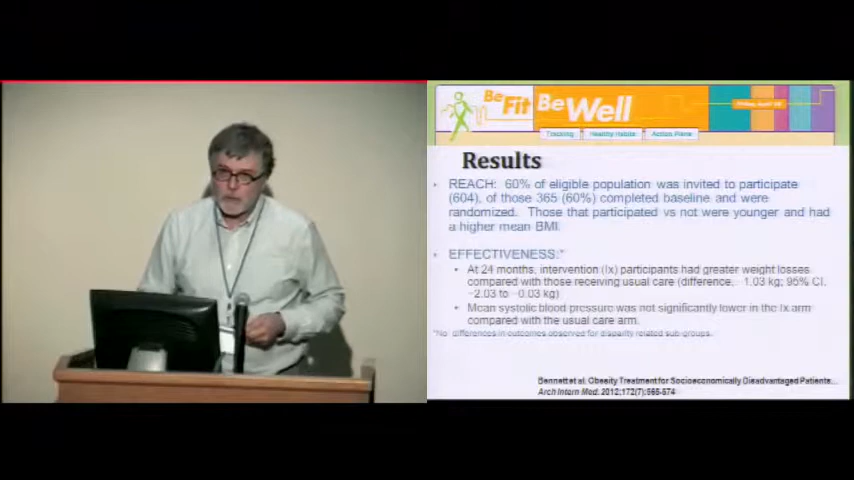 Be Fit Be Well
Tracking Healthy Habits Action Plans
Results
• REACH: 60% of eligible population was invited to participate
(604), of those 365 (60%) completed baseline and were
randomized. Those that participated vs not were younger and had
a higher mean BMI.
• EFFECTIVENESS:*
• At 24 months, intervention (Ix) participants had greater weight losses
compared with those receiving usual care (difference, −1.03 kg; 95% CI,
−2.03 to −0.03 kg)
• Mean systolic blood pressure was not significantly lower in the Ix arm
compared with the usual care arm.
*No differences in outcomes observed for disparity related sub-groups.
Bennett et al. Obesity Treatment for Socioeconomically Disadvantaged Patients...
Arch Intern Med. 2012;172(7):565-574